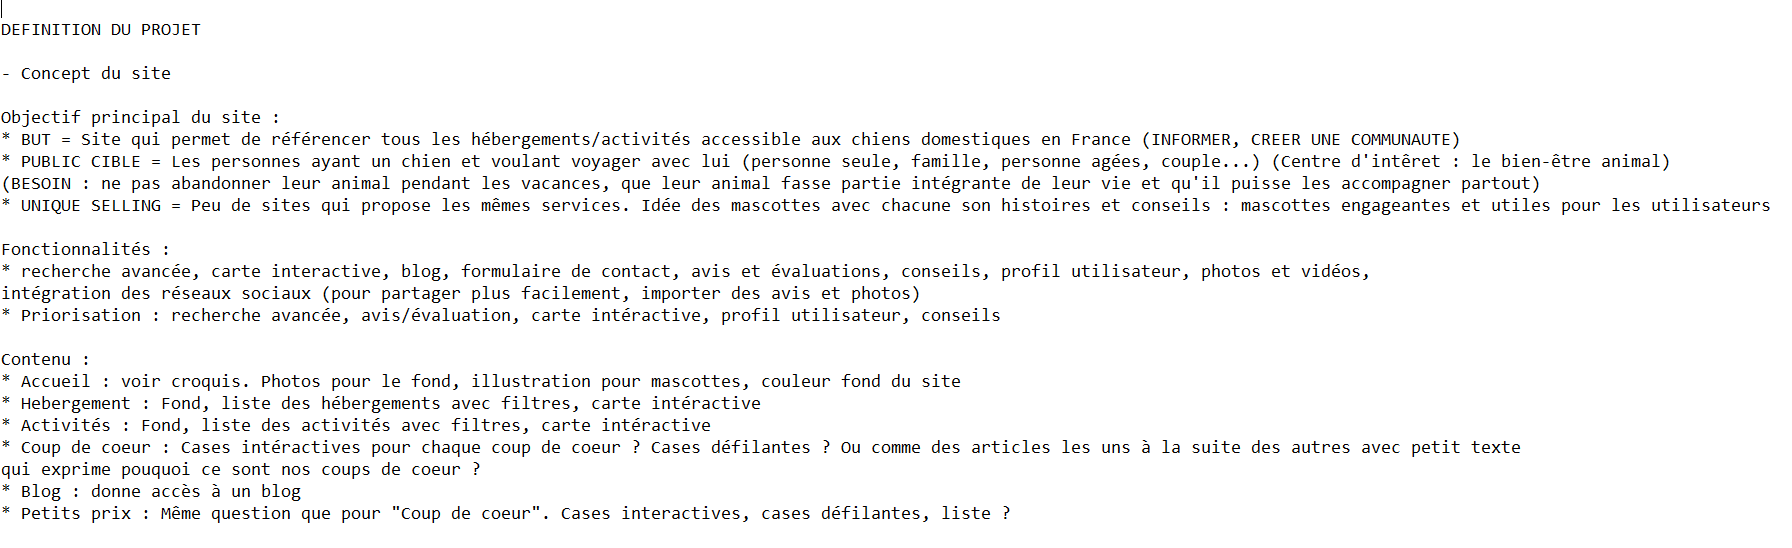 DEFINITION DU PROJET
- Concept du site
Objectif principal du site :
* BUT = Site qui permet de référencer tous les hébergements/activités accessible aux chiens domestiques en France (INFORMER, CREER UNE COMMUNAUTE)
* PUBLIC CIBLE = Les personnes ayant un chien et voulant voyager avec lui (personne seule, famille, personne agées, couple...) (Centre d'intêret : le bien-être animal)
(BESOIN : ne pas abandonner leur animal pendant les vacances, que leur animal fasse partie intégrante de leur vie et qu'il puisse les accompagner partout)
* UNIQUE SELLING = Peu de sites qui propose les mêmes services. Idée des mascottes avec chacune son histoires et conseils : mascottes engageantes et utiles pour les utilisateurs
Fonctionnalités :
* recherche avancée, carte interactive, blog, formulaire de contact, avis et évaluations, conseils, profil utilisateur, photos et vidéos,
intégration des réseaux sociaux (pour partager plus facilement, importer des avis et photos)
* Priorisation : recherche avancée, avis/évaluation, carte intéractive, profil utilisateur, conseils
Contenu :
* Accueil : voir croquis. Photos pour le fond, illustration pour mascottes, couleur fond du site
* Hebergement : Fond, liste des hébergements avec filtres, carte intéractive
* Activités : Fond, liste des activités avec filtres, carte intéractive
* Coup de coeur : Cases intéractives pour chaque coup de coeur ? Cases défilantes ? Ou comme des articles les uns à la suite des autres avec petit texte
qui exprime pouquoi ce sont nos coups de coeur ?
* Blog : donne accès à un blog
* Petits prix : Même question que pour "Coup de coeur". Cases interactives, cases défilantes, liste ?